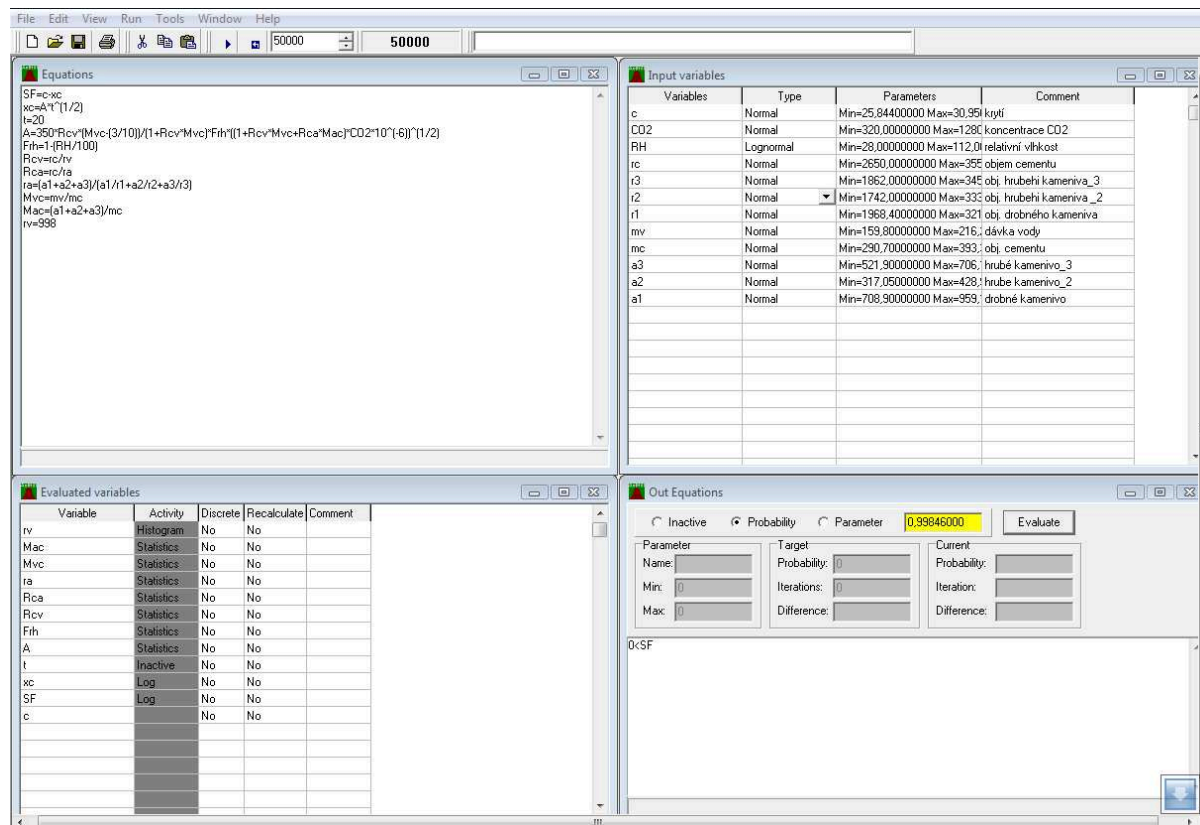 File Edit View Run Tools Window Help
50000 50000
Equations
SF=c-xc
xc=A*t^(1/2)
t=20
A=350*Rcv*(Mvc-(3/10))/(1+Rcv*Mvc)*Frh*((1+Rcv*Mvc+Rca*Mac)*CO2*10^(-6))^(1/2)
Frh=1-(RH/100)
Rcv=rc/rv
Rca=rc/ra
ra=(a1+a2+a3)/(a1/r1+a2/r2+a3/r3)
Mvc=mv/mc
Mac=(a1+a2+a3)/mc
rv=998
Input variables
Variables Type Parameters Comment
c Normal Min=25,84400000 Max=30,95 krytí
CO2 Normal Min=320,00000000 Max=1280 koncentrace CO2
RH Lognormal Min=28,00000000 Max=112,0 relativní vlhkost
rc Normal Min=2650,00000000 Max=355 objem cementu
r3 Normal Min=1862,00000000 Max=345 obj. hrubehi kameniva_3
r2 Normal Min=1742,00000000 Max=333 obj. hrubehi kameniva _2
r1 Normal Min=1968,40000000 Max=321 obj. drobného kameniva
mv Normal Min=159,80000000 Max=216, dávka vody
mc Normal Min=290,70000000 Max=393, obj. cementu
a3 Normal Min=521,90000000 Max=706, hrubé kamenivo_3
a2 Normal Min=317,05000000 Max=428, hrube kamenivo_2
a1 Normal Min=708,90000000 Max=959, drobné kamenivo
Evaluated variables
Variable Activity Discrete Recalculate Comment
rv Histogram No No
Mac Statistics No No
Mvc Statistics No No
ra Statistics No No
Rca Statistics No No
Rcv Statistics No No
Frh Statistics No No
A Statistics No No
t Inactive No No
xc Log No No
SF Log No No
c No No
Out Equations
Inactive Probability Parameter 0,99846000 Evaluate
Parameter Target Current
Name: Probability: 0 Probability:
Min: 0 Iterations: 0 Iteration:
Max: 0 Difference: Difference:
0<SF